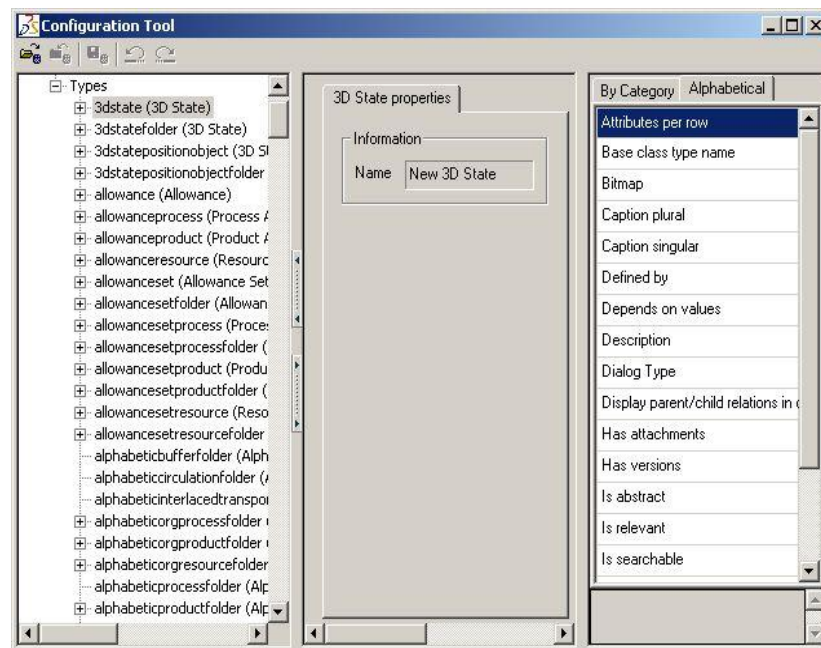 Configuration Tool
Types
3dstate (3D State)
3dstatefolder (3D State)
3dstatepositionobject (3D
3dstatepositionobjectfolder
allowance (Allowance)
allowanceprocess (Process
allowanceproduct (Product
allowanceresource (Resourc
allowanceset (Allowance Set
allowancesetfolder (Allowan
allowancesetprocess (Proce
allowancesetprocessfolder (
allowancesetproduct (Produ
allowancesetproductfolder (
allowancesetresource (Reso
allowancesetresourcefolder
alphabeticbufferfolder (Alph
alphabeticcirculationfolder (
alphabeticinterlacedtranspor
alphabeticorgprocessfolder
alphabeticorgproductfolder
alphabeticorgresourcefolder
alphabeticprocessfolder (Alp
alphabeticproductfolder (Alp
3D State properties
Information
Name New 3D State
By Category Alphabetical
Attributes per row
Base class type name
Bitmap
Caption plural
Caption singular
Defined by
Depends on values
Description
Dialog Type
Display parent/child relations in
Has attachments
Has versions
Is abstract
Is relevant
Is searchable